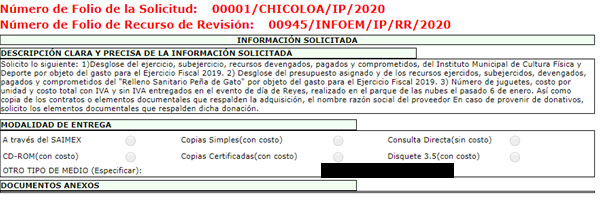 Número de Folio de la Solicitud: 00001/CHICOLOA/IP/2020
Número de Folio de Recurso de Revisión: 00945/INFOEM/IP/RR/2020
INFORMACIÓN SOLICITADA
DESCRIPCIÓN CLARA Y PRECISA DE LA INFORMACIÓN SOLICITADA
Solicito lo siguiente: 1)Desglose del ejercicio, subejercicio, recursos devengados, pagados y comprometidos, del Instituto Municipal de Cultura Física y
Deporte por objeto del gasto para el Ejercicio Fiscal 2019. 2) Desglose del presupuesto asignado y de los recursos ejercidos, subejercidos, devengados,
pagados y comprometidos del "Relleno Sanitario Peña de Gato" por objeto del gasto para el Ejercicio Fiscal 2019. 3) Número de juguetes, costo por
unidad y costo total con IVA y sin IVA entregados en el evento de día de Reyes, realizado en el parque de las nubes el pasado 6 de enero. Así como
copia de los contratos o elementos documentales que respalden la adquisición, el nombre razón social del proveedor En caso de provenir de donativos,
solicito los elementos documentales que respalden dicha donación.
MODALIDAD DE ENTREGA
A través del SAIMEX Copias Simples(con costo) Consulta Directa(sin costo)
CD-ROM(con costo) Copias Certificadas(con costo) Disquete 3.5(con costo)
OTRO TIPO DE MEDIO (Especificar):
DOCUMENTOS ANEXOS